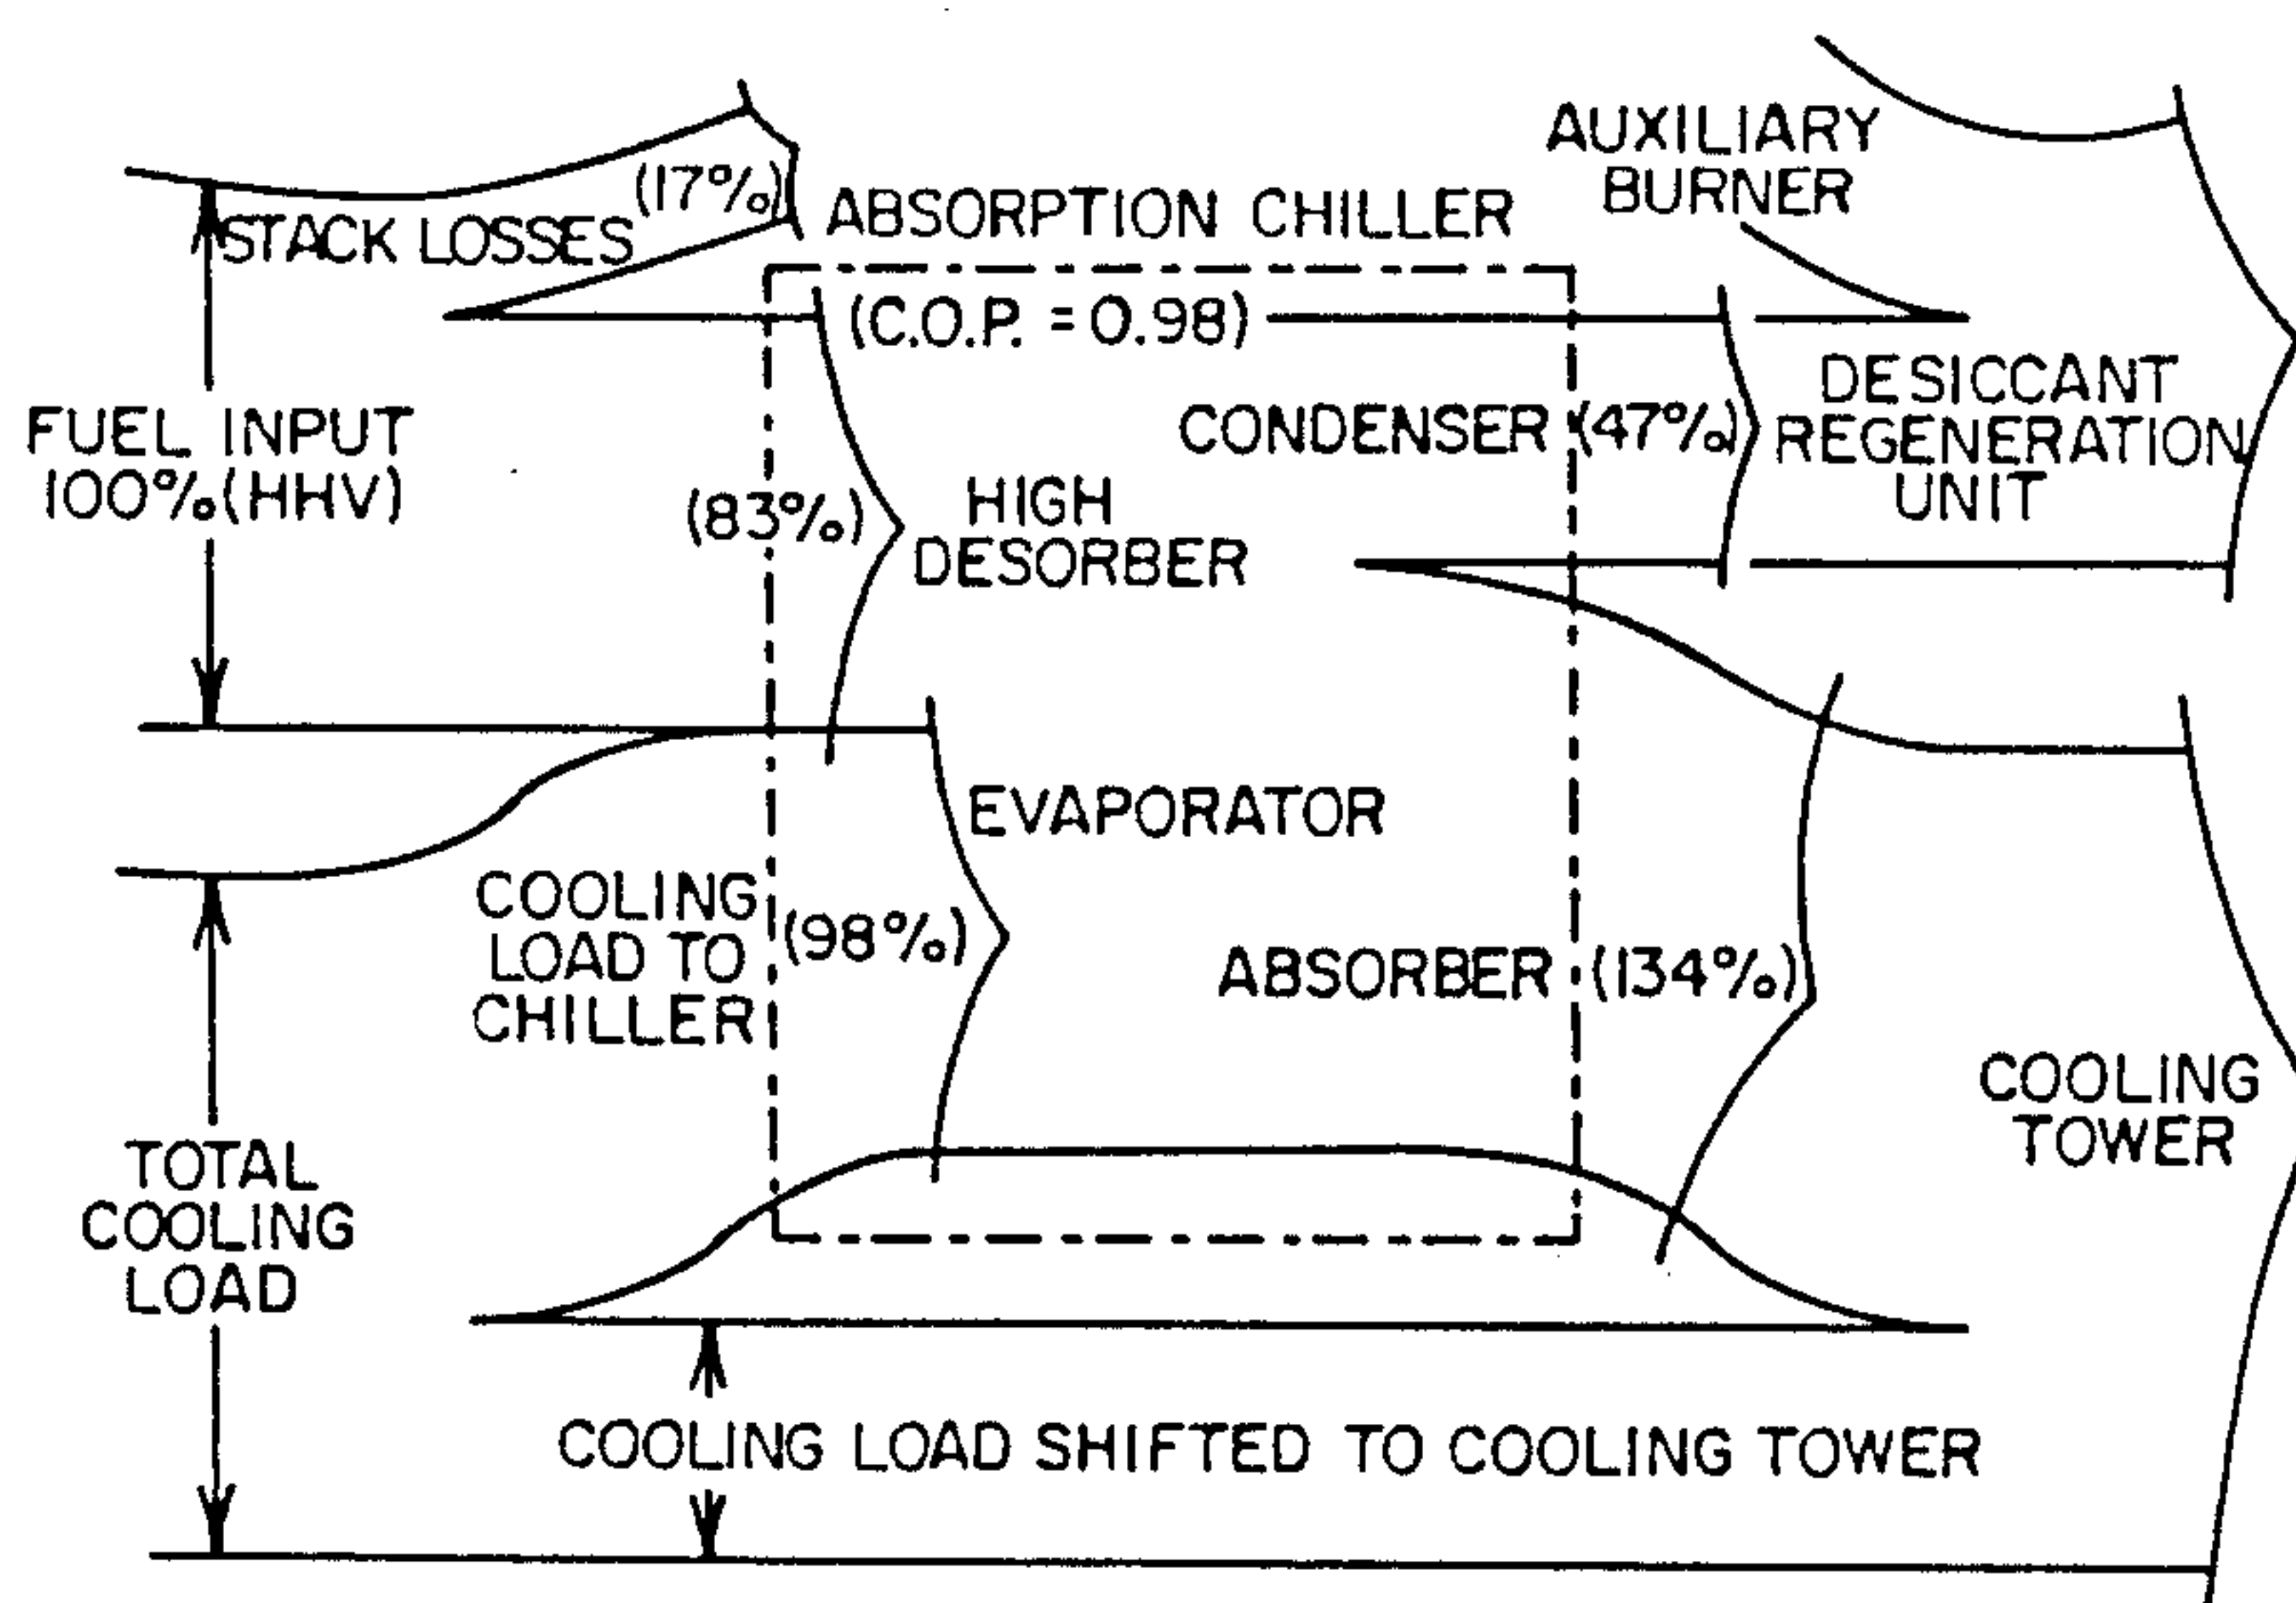 STACK LOSSES (17%)
ABSORPTION CHILLER
(C.O.P. = 0.98)
AUXILIARY
BURNER
FUEL INPUT
100%(HHV)
(83%)
HIGH
DESORBER
CONDENSER (47%)
DESICCANT
REGENERATION
UNIT
EVAPORATOR
COOLING
LOAD TO
CHILLER
(98%)
ABSORBER (134%)
COOLING
TOWER
TOTAL
COOLING
LOAD
COOLING LOAD SHIFTED TO COOLING TOWER